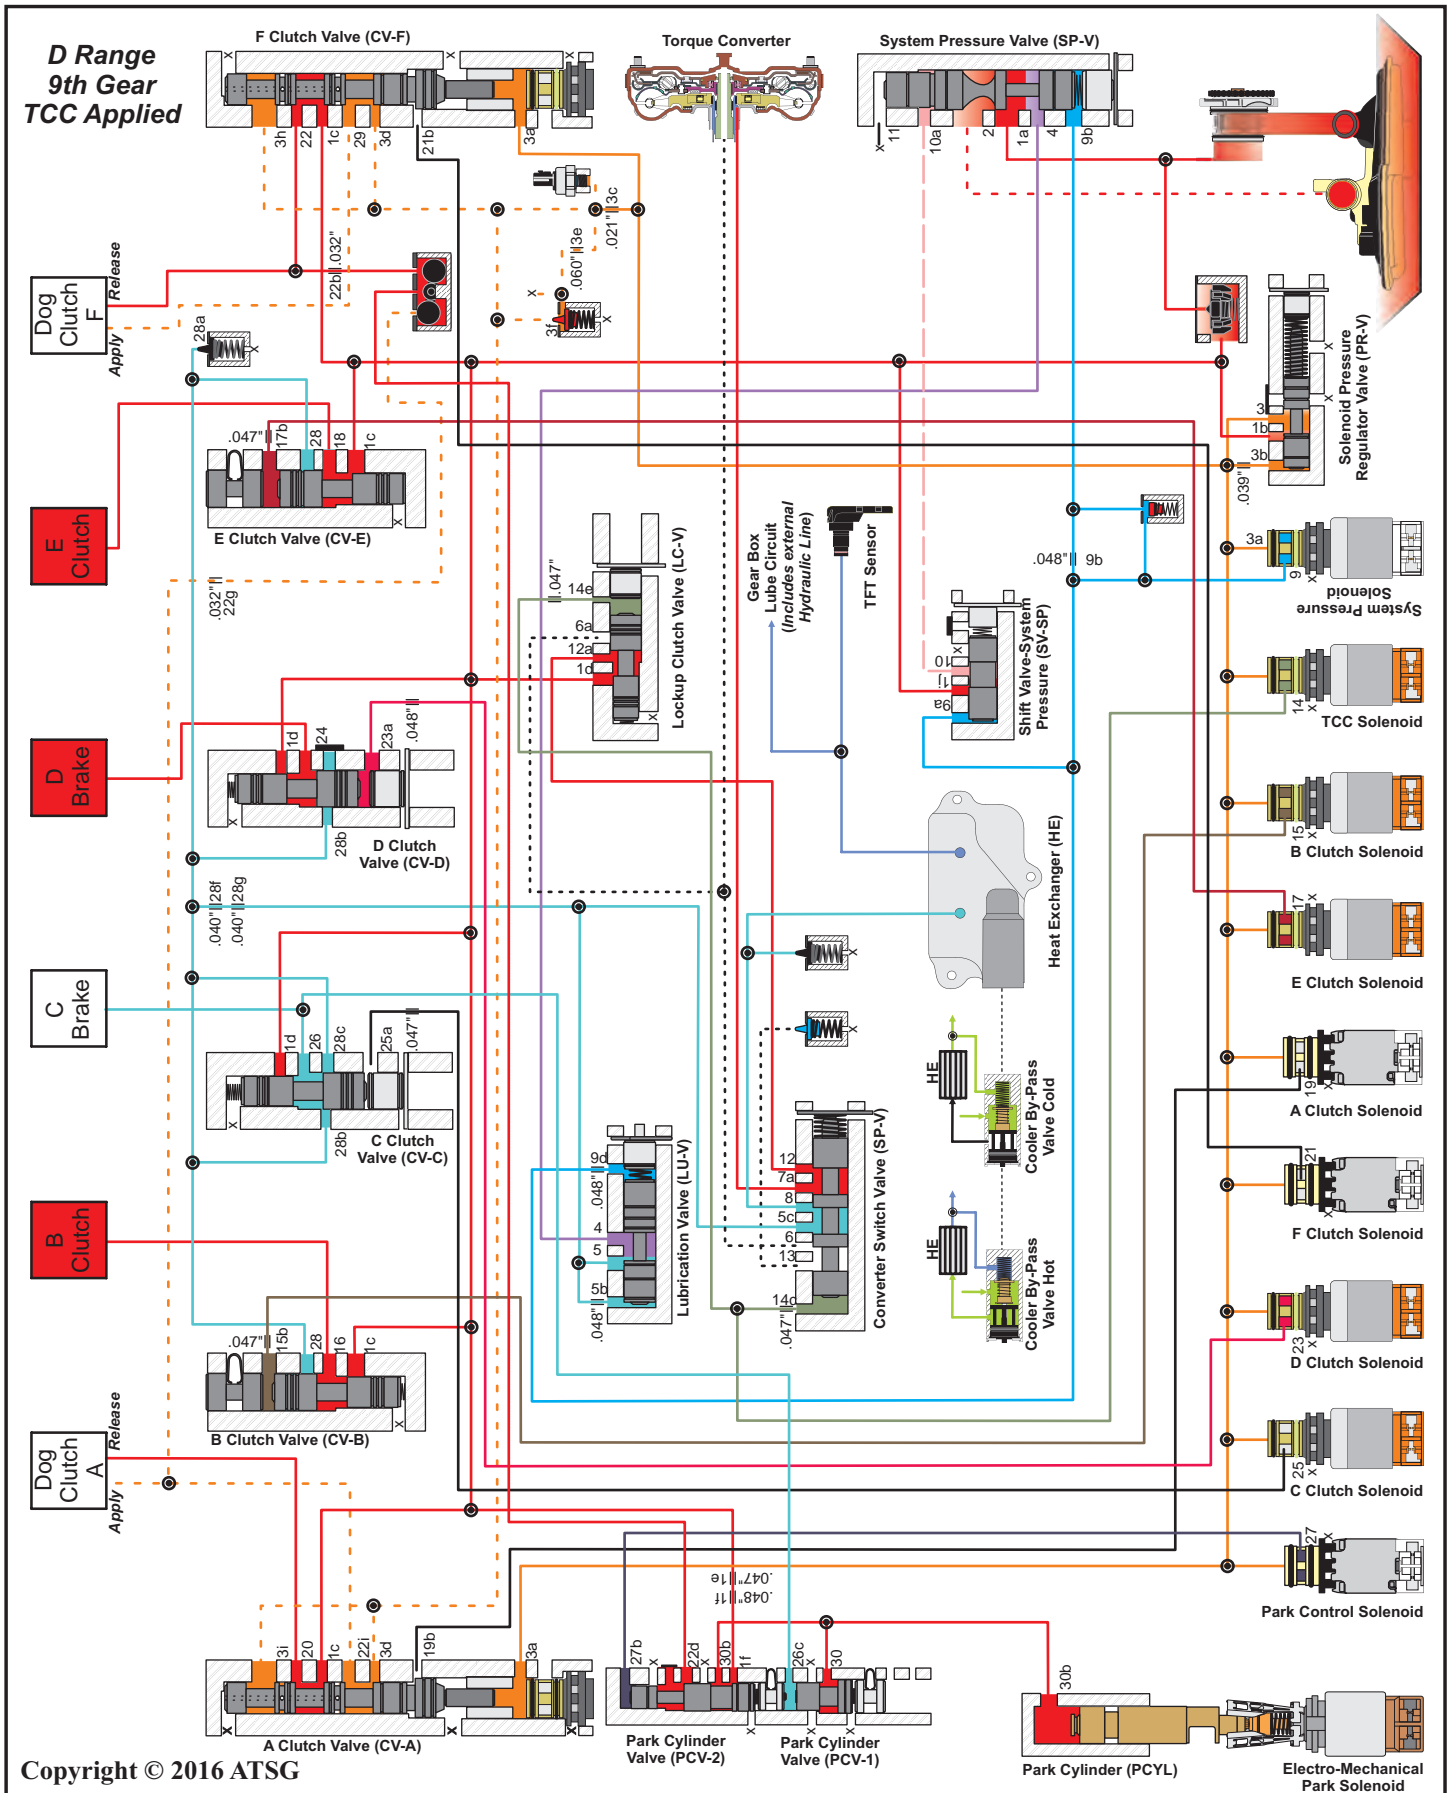 D Range
9th Gear
TCC Applied
F Clutch Valve (CV-F)
Torque Converter
System Pressure Valve (SP-V)
3h
22
1c
29
3d
21b
3a
11
10a
2
1a
4
9b
x
x
x
x
.021"
3c
.060"
3e
22b
.032"
x
3f
x
Dog
Clutch
F
Release
Apply
28a
x
Solenoid Pressure
Regulator Valve (PR-V)
x
x
3
1b
3b
.039"
.047"
17b
28
18
1c
x
E Clutch Valve (CV-E)
E
Clutch
.032"
22g
.047"
14e
6a
12a
1d
x
Lockup Clutch Valve (LC-V)
Gear Box
Lube Circuit
(Includes external
Hydraulic Line)
TFT Sensor
.048"
9b
x
10
1j
9a
Shift Valve-System
Pressure (SV-SP)
3a
9
x
System Pressure
Solenoid
14
x
TCC Solenoid
15
x
B Clutch Solenoid
17
x
E Clutch Solenoid
19
x
A Clutch Solenoid
21
x
F Clutch Solenoid
23
x
D Clutch Solenoid
25
x
C Clutch Solenoid
27
x
Park Control Solenoid
D
Brake
1d
24
23a
.048"
x
28b
D Clutch
Valve (CV-D)
.040"
28f
.040"
28g
C
Brake
1d
26
28c
25a
.047"
x
28b
C Clutch
Valve (CV-C)
Heat Exchanger (HE)
x
x
HE
Cooler By-Pass
Valve Cold
HE
Cooler By-Pass
Valve Hot
9d
.048"
4
5
5b
.048"
Lubrication Valve (LU-V)
12
7a
8
5c
6
13
14c
.047"
Converter Switch Valve (SP-V)
B
Clutch
.047"
15b
28
16
1c
x
B Clutch Valve (CV-B)
Dog
Clutch
A
Release
Apply
3i
20
1c
22i
3d
19b
3a
x
x
x
A Clutch Valve (CV-A)
.047"
1e
.048"
1f
27b
x
22d
x
30b
1f
26c
x
30
x
x
x
Park Cylinder
Valve (PCV-2)
Park Cylinder
Valve (PCV-1)
30b
Park Cylinder (PCYL)
Electro-Mechanical
Park Solenoid
Copyright © 2016 ATSG